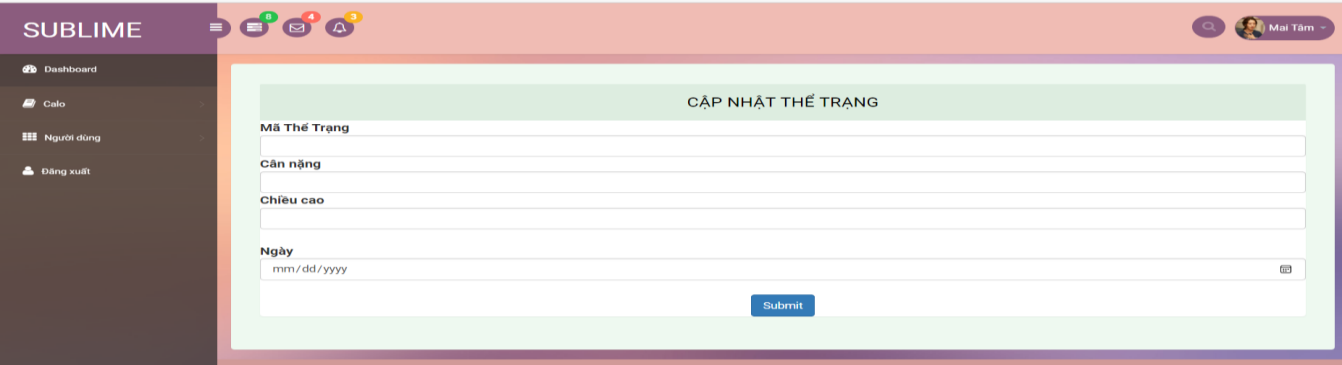 SUBLIME
8
4
3
Mai Tâm
Dashboard
Calo
Người dùng
Đăng xuất
CẬP NHẬT THỂ TRẠNG
Mã Thể Trạng
Cân nặng
Chiều cao
Ngày
mm/dd/yyyy
Submit